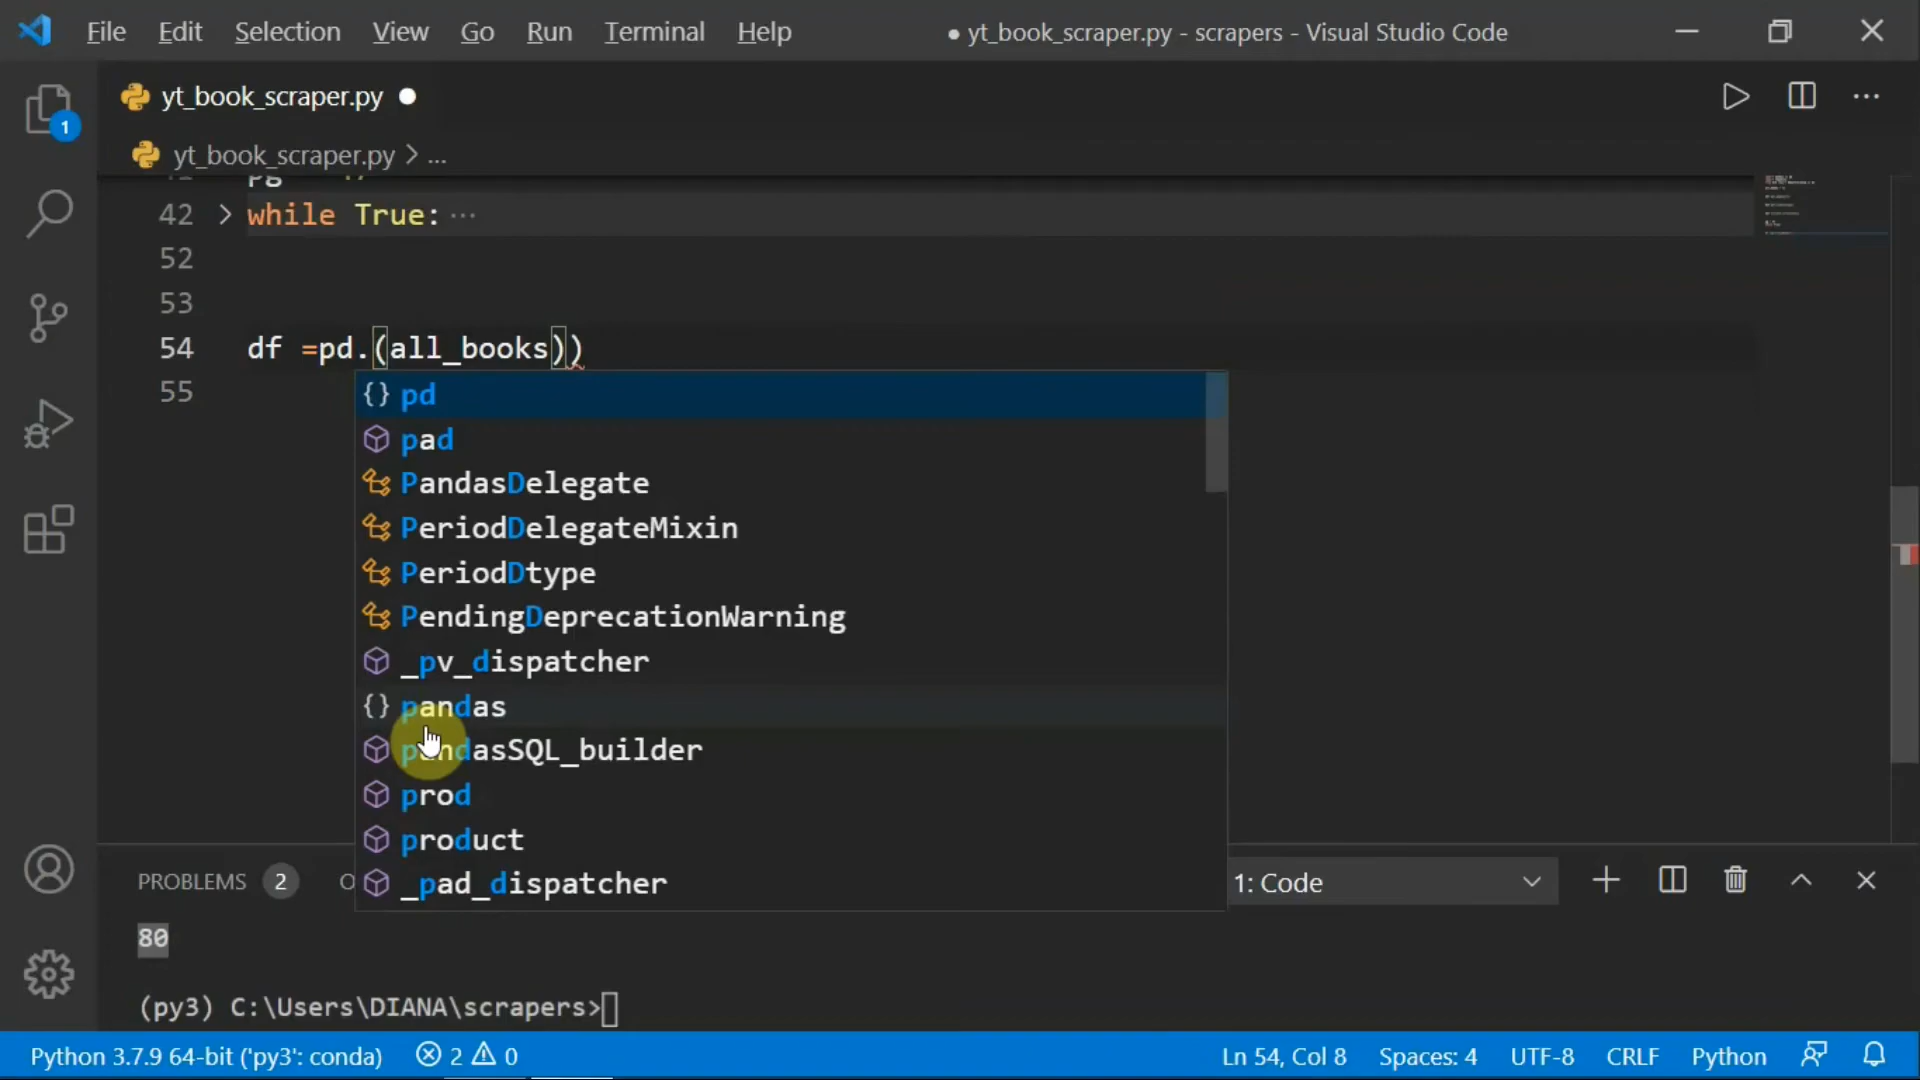 File Edit Selection View Go Run Terminal Help ● yt_book_scraper.py - scrapers - Visual Studio Code
yt_book_scraper.py ●
1
yt_book_scraper.py > ...
42 > while True: ···
52
53
54 df =pd.(all_books))
55
pd
pad
PandasDelegate
PeriodDelegateMixin
PeriodDtype
PendingDeprecationWarning
_pv_dispatcher
pandas
pandasSQL_builder
prod
product
_pad_dispatcher
PROBLEMS 2 O 1: Code
80
(py3) C:\Users\DIANA\scrapers>
Python 3.7.9 64-bit ('py3': conda) 2 0 Ln 54, Col 8 Spaces: 4 UTF-8 CRLF Python